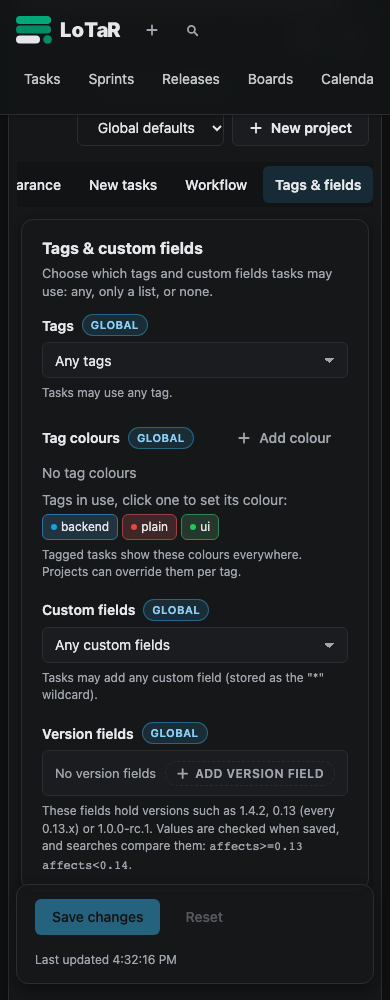 LoTaR
Tasks Sprints Releases Boards Calenda
Global defaults + New project
arance New tasks Workflow Tags & fields
Tags & custom fields
Choose which tags and custom fields tasks may
use: any, only a list, or none.
Tags GLOBAL
Any tags
Tasks may use any tag.
Tag colours GLOBAL + Add colour
No tag colours
Tags in use, click one to set its colour:
backend plain ui
Tagged tasks show these colours everywhere.
Projects can override them per tag.
Custom fields GLOBAL
Any custom fields
Tasks may add any custom field (stored as the "*"
wildcard).
Version fields GLOBAL
No version fields + ADD VERSION FIELD
These fields hold versions such as 1.4.2, 0.13 (every
0.13.x) or 1.0.0-rc.1. Values are checked when saved,
and searches compare them: affects>=0.13
affects<0.14.
Save changes Reset
Last updated 4:32:16 PM